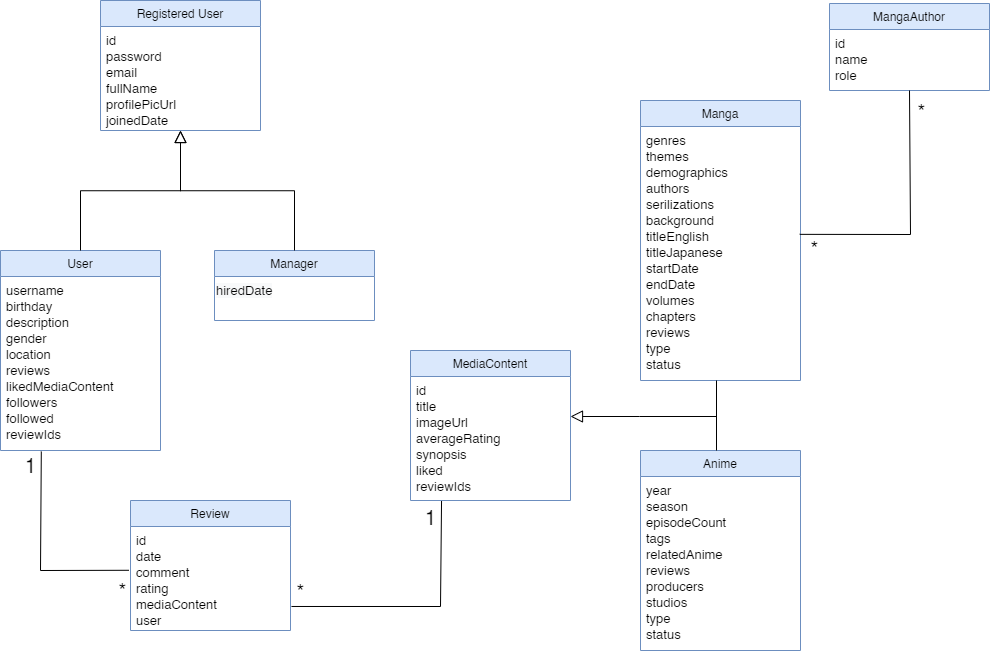 Registered User
id
password
email
fullName
profilePicUrl
joinedDate
MangaAuthor
id
name
role
*
Manga
genres
themes
demographics
authors
serilizations
background
titleEnglish
titleJapanese
startDate
endDate
volumes
chapters
reviews
type
status
*
User
username
birthday
description
gender
location
reviews
likedMediaContent
followers
followed
reviewIds
1
Manager
hiredDate
MediaContent
id
title
imageUrl
averageRating
synopsis
liked
reviewIds
1
Review
id
date
comment
rating
mediaContent
user
*
*
Anime
year
season
episodeCount
tags
relatedAnime
reviews
producers
studios
type
status